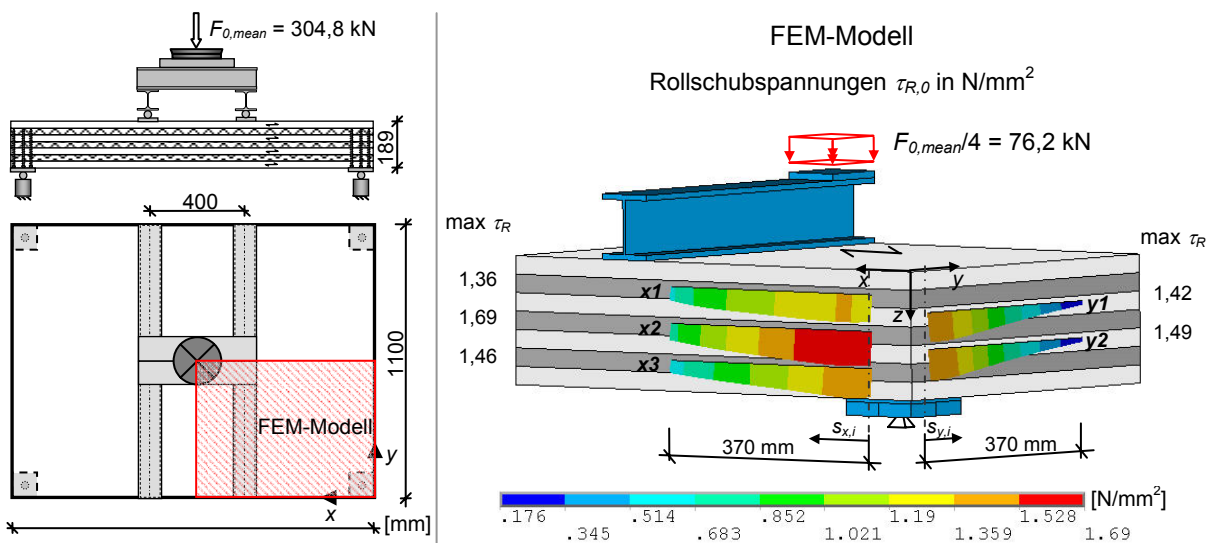 F0,mean = 304,8 kN
189
400
1100
FEM-Modell
y
x
[mm]
FEM-Modell
Rollschubspannungen τR,0 in N/mm²
F0,mean/4 = 76,2 kN
max τR
1,36
1,69
1,46
x1
x2
x3
x
y
z
y1
y2
max τR
1,42
1,49
sx,i
sy,i
370 mm
370 mm
[N/mm²]
.176 .514 .852 1.19 1.528
.345 .683 1.021 1.359 1.69